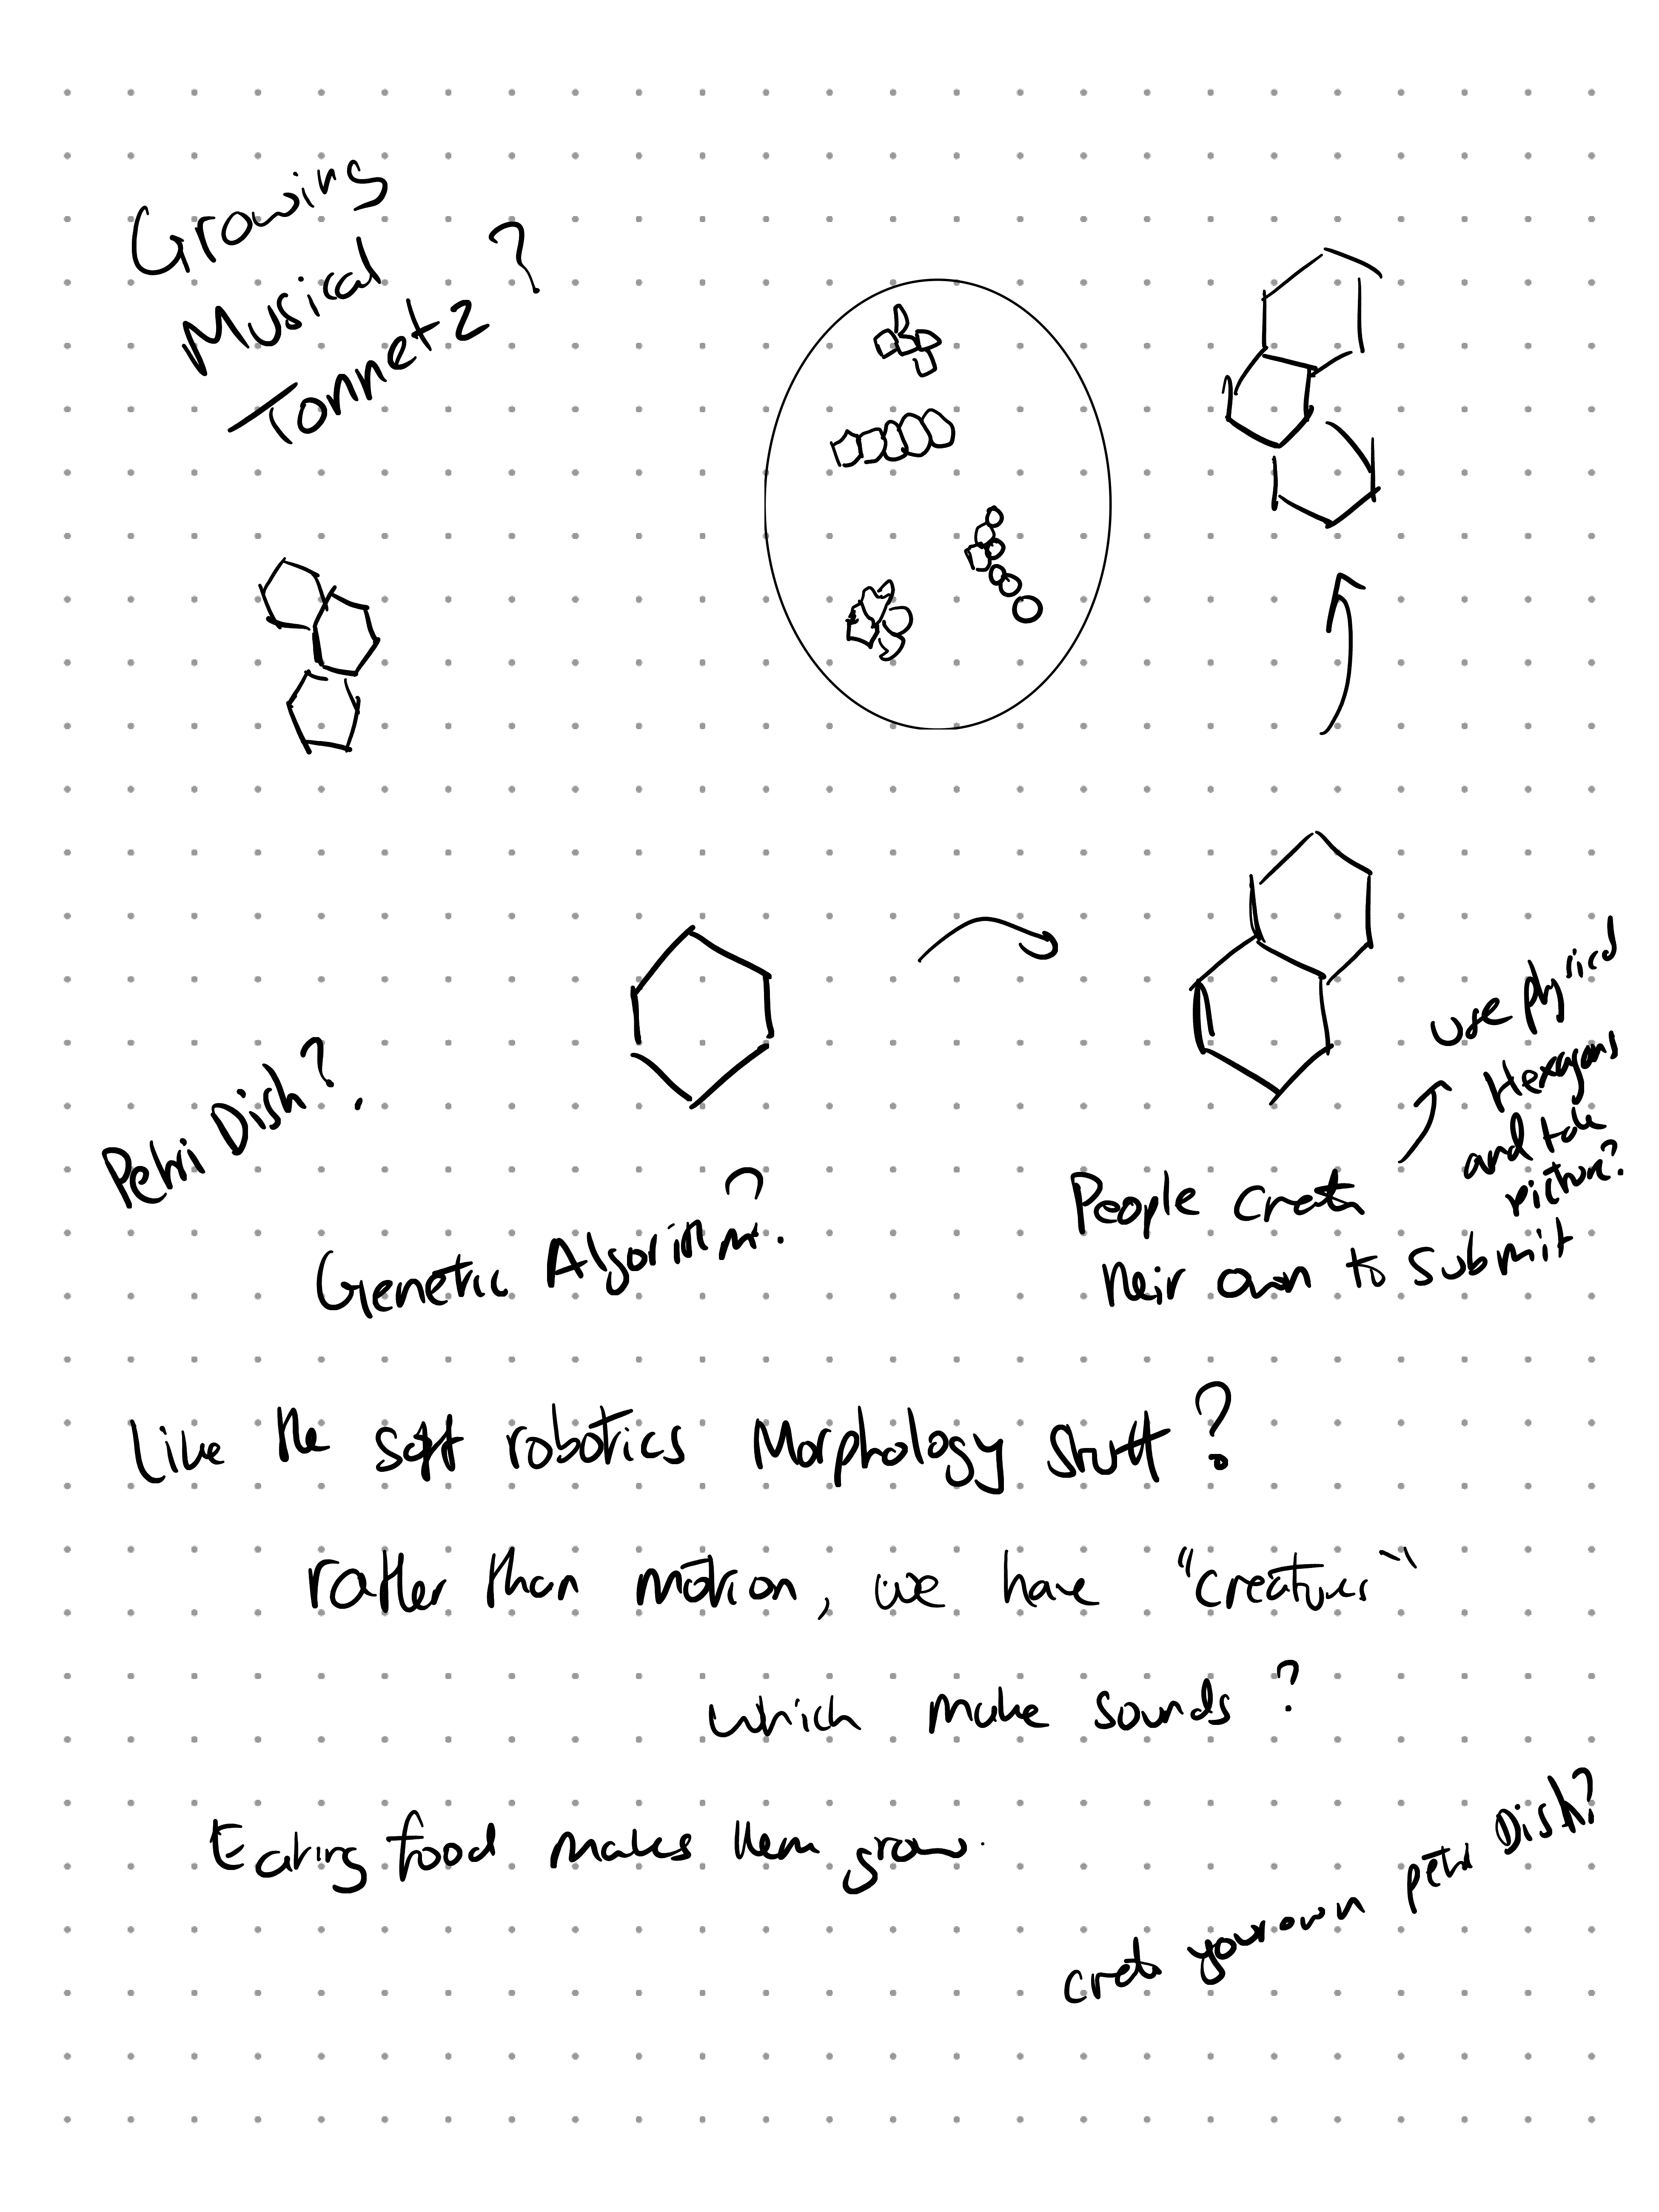 Growing
Musical
Tonnetz ?
Petri Dish?
Genetic Algorithm?
use physical
Hexagons
and take
picture?
People create
their own to submit
Like the soft robotics Morphology stuff?
rather than motion, we have "creatures"
which make sounds?
Eating food makes them grow.
create your own petri Dish?